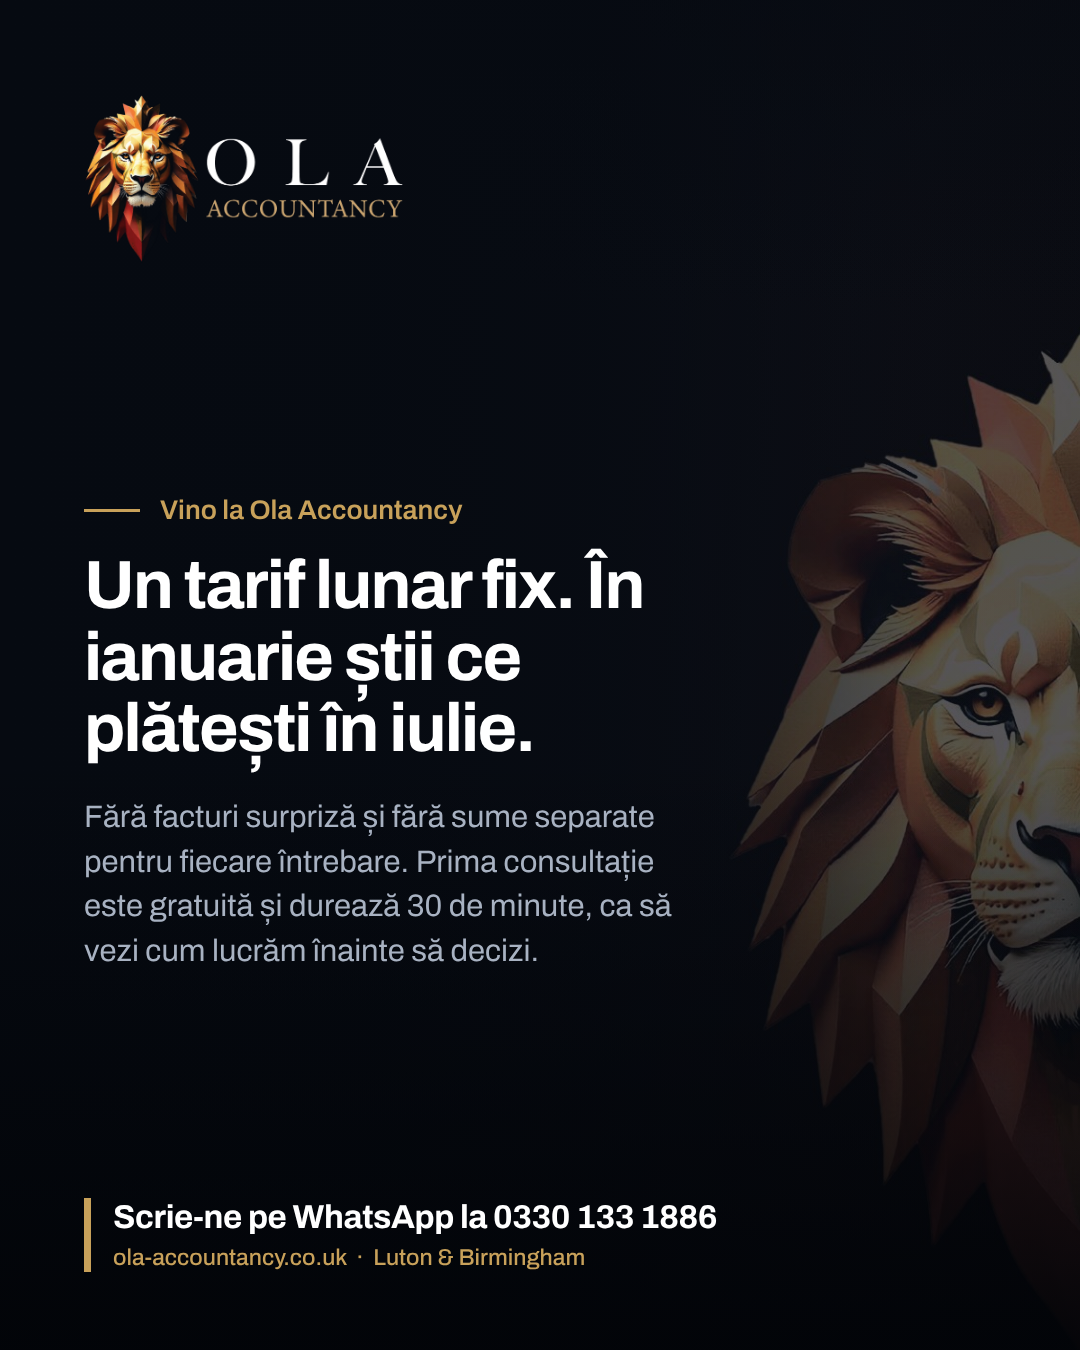 OLA
ACCOUNTANCY
Vino la Ola Accountancy
Un tarif lunar fix. În
ianuarie știi ce
plătești în iulie.
Fără facturi surpriză și fără sume separate
pentru fiecare întrebare. Prima consultație
este gratuită și durează 30 de minute, ca să
vezi cum lucrăm înainte să decizi.
Scrie-ne pe WhatsApp la 0330 133 1886
ola-accountancy.co.uk · Luton & Birmingham